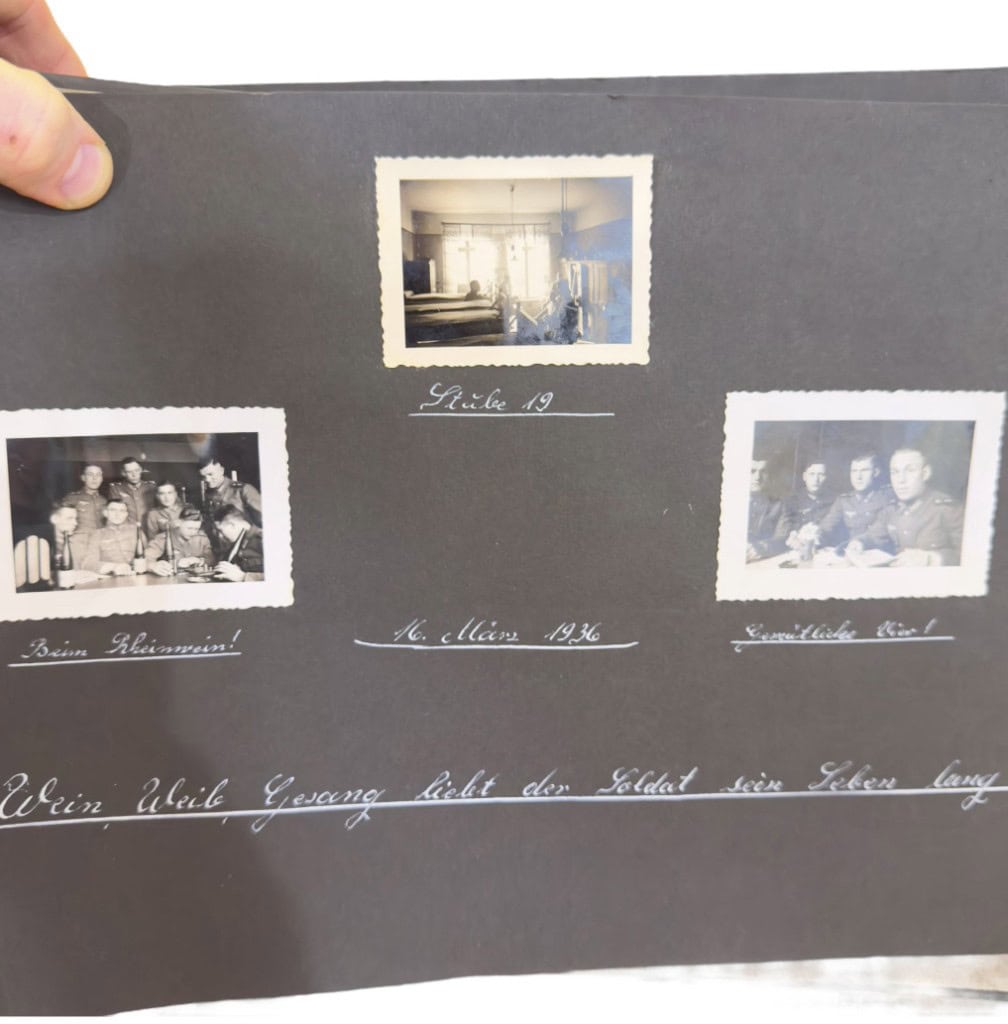 Stube 19
Beim Rheinwein!
16. März 1936
Gemütliche Vier!
Wein, Weib, Gesang liebt der Soldat sein Leben lang